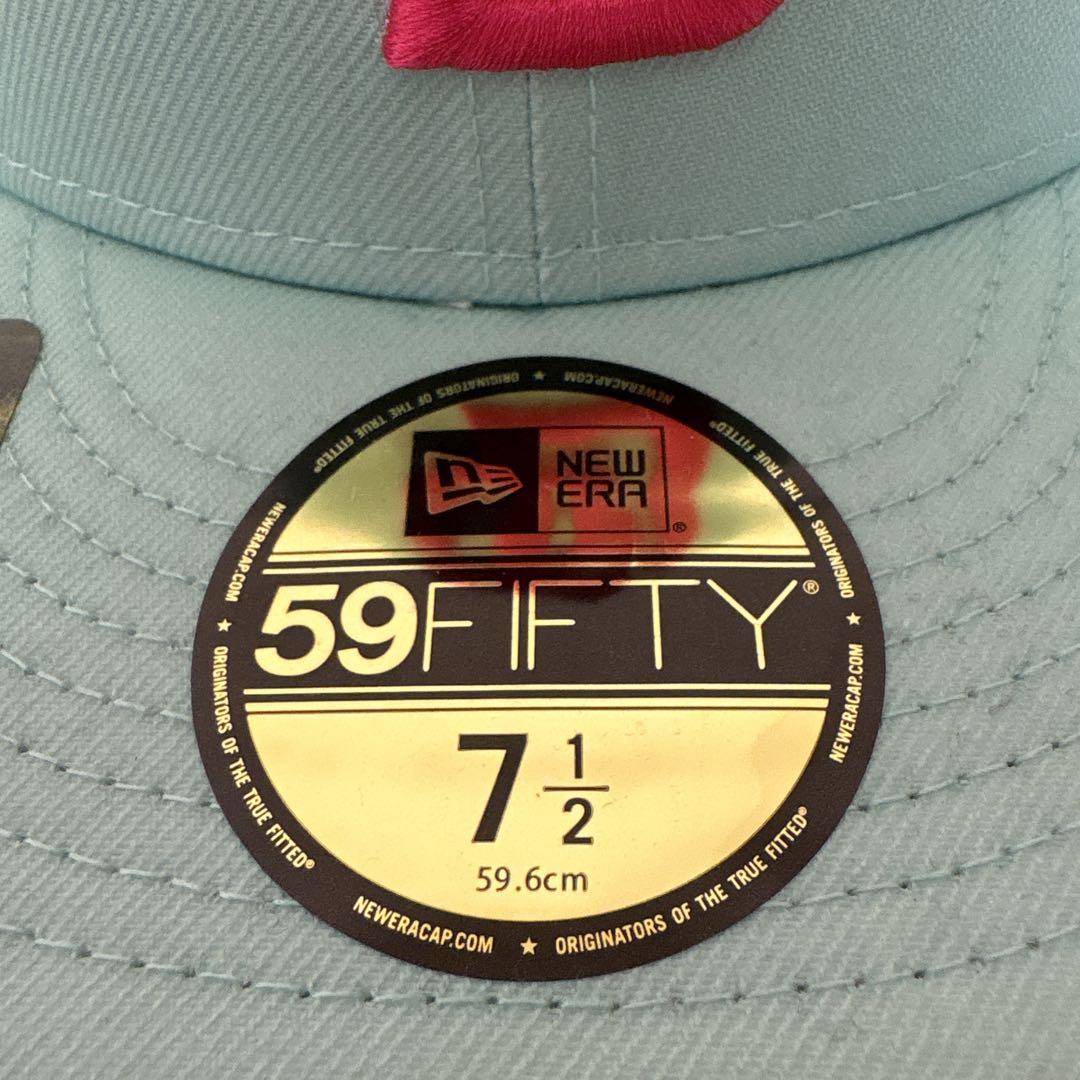 NEW
ERA®
59FIFTY®
7 1/2
59.6cm
NEWERACAP.COM ★ ORIGINATORS OF THE TRUE FITTED®
NEWERACAP.COM ★ ORIGINATORS OF THE TRUE FITTED®
NEWERACAP.COM ★ ORIGINATORS OF THE TRUE FITTED®
NEWERACAP.COM ★ ORIGINATORS OF THE TRUE FITTED®